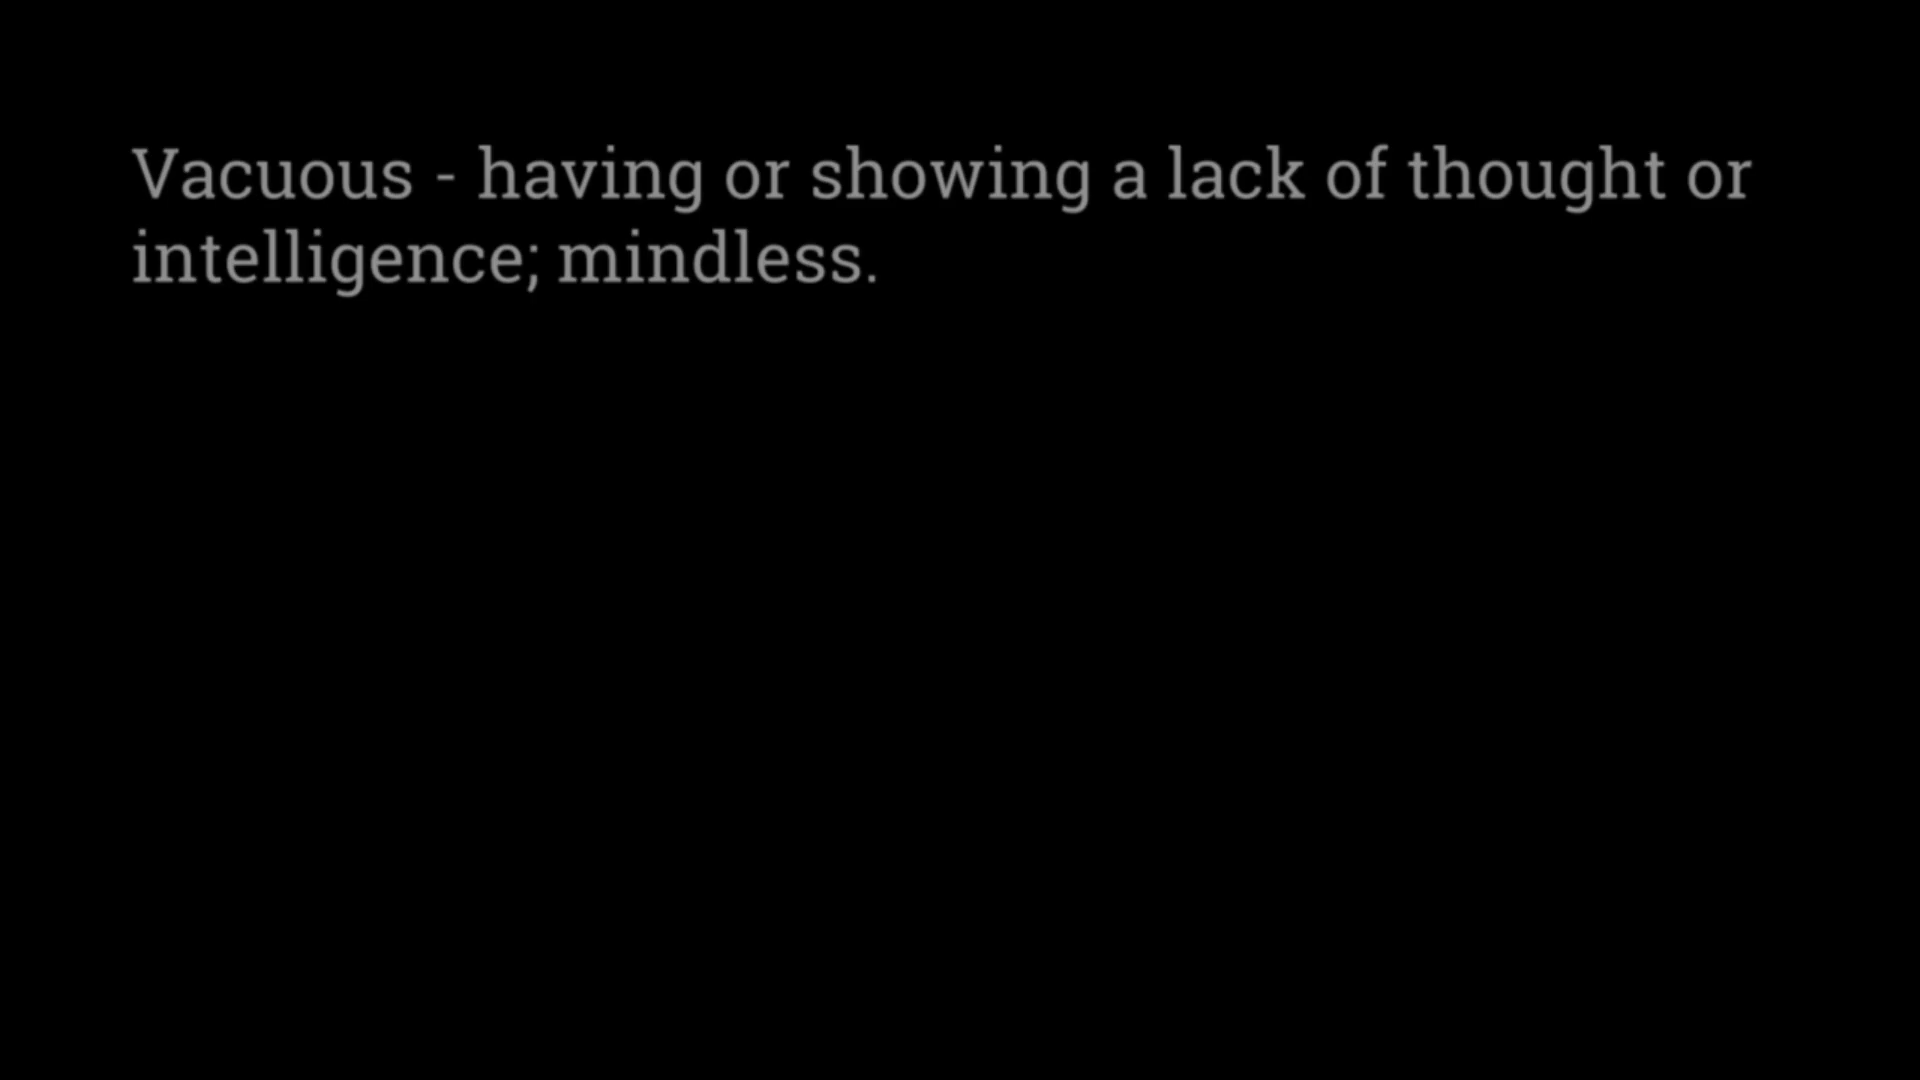 Vacuous - having or showing a lack of thought or
intelligence; mindless.